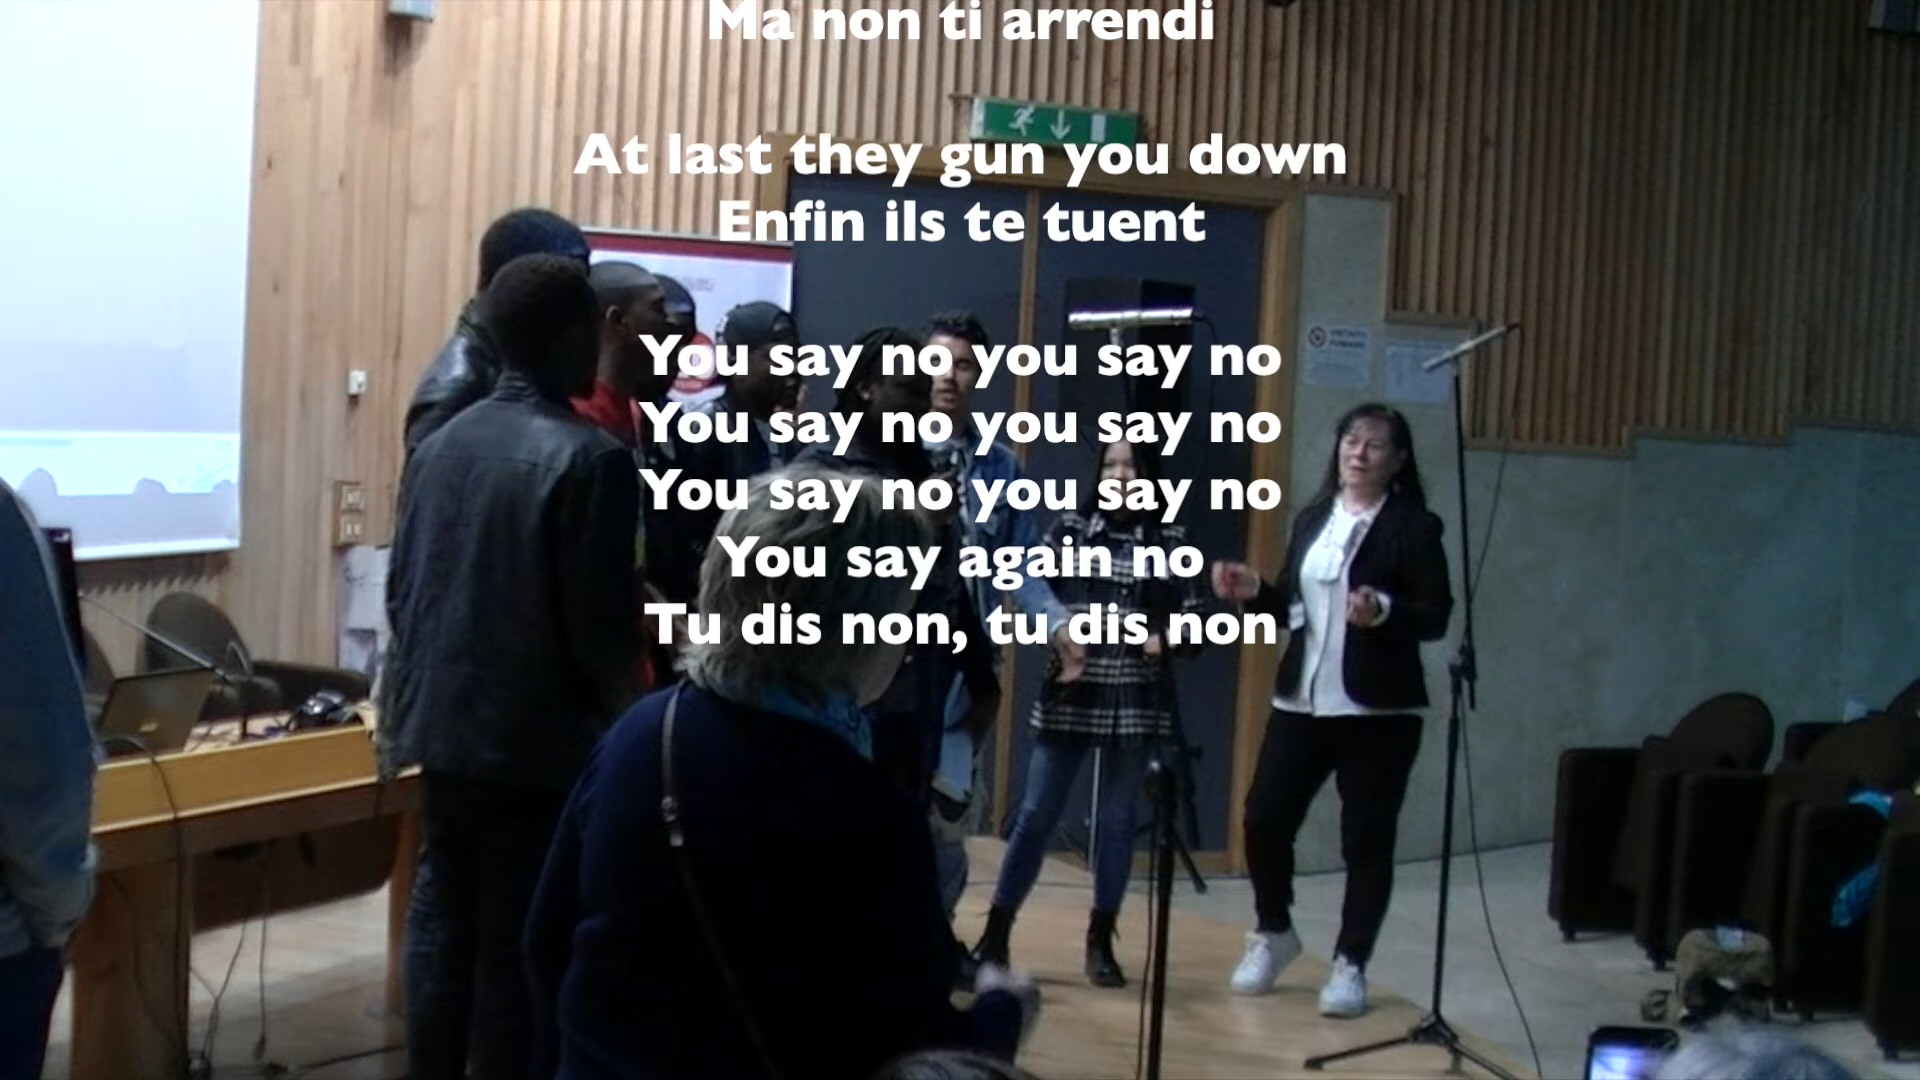 Ma non ti arrendi
At last they gun you down
Enfin ils te tuent
You say no you say no
You say no you say no
You say no you say no
You say again no
Tu dis non, tu dis non